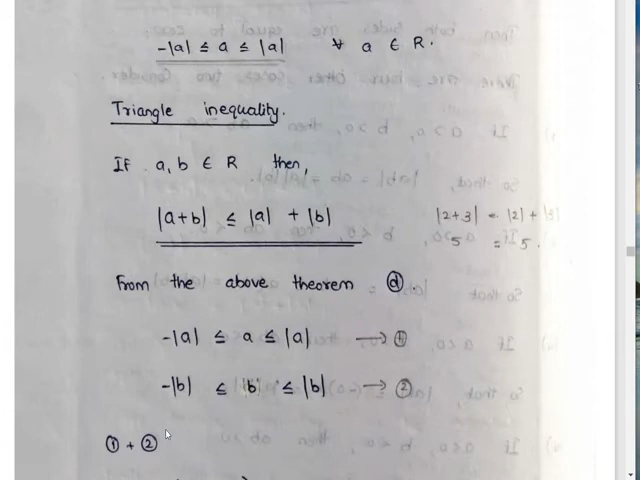 -|a| ≤ a ≤ |a| ∀ a ∈ R.
Triangle inequality.
If a, b ∈ R then,
|a+b| ≤ |a| + |b|
|2+3| = |2| + |3|
5 = 5.
From the above theorem ⓓ.
-|a| ≤ a ≤ |a| → ①
-|b| ≤ b ≤ |b| → ②
① + ②